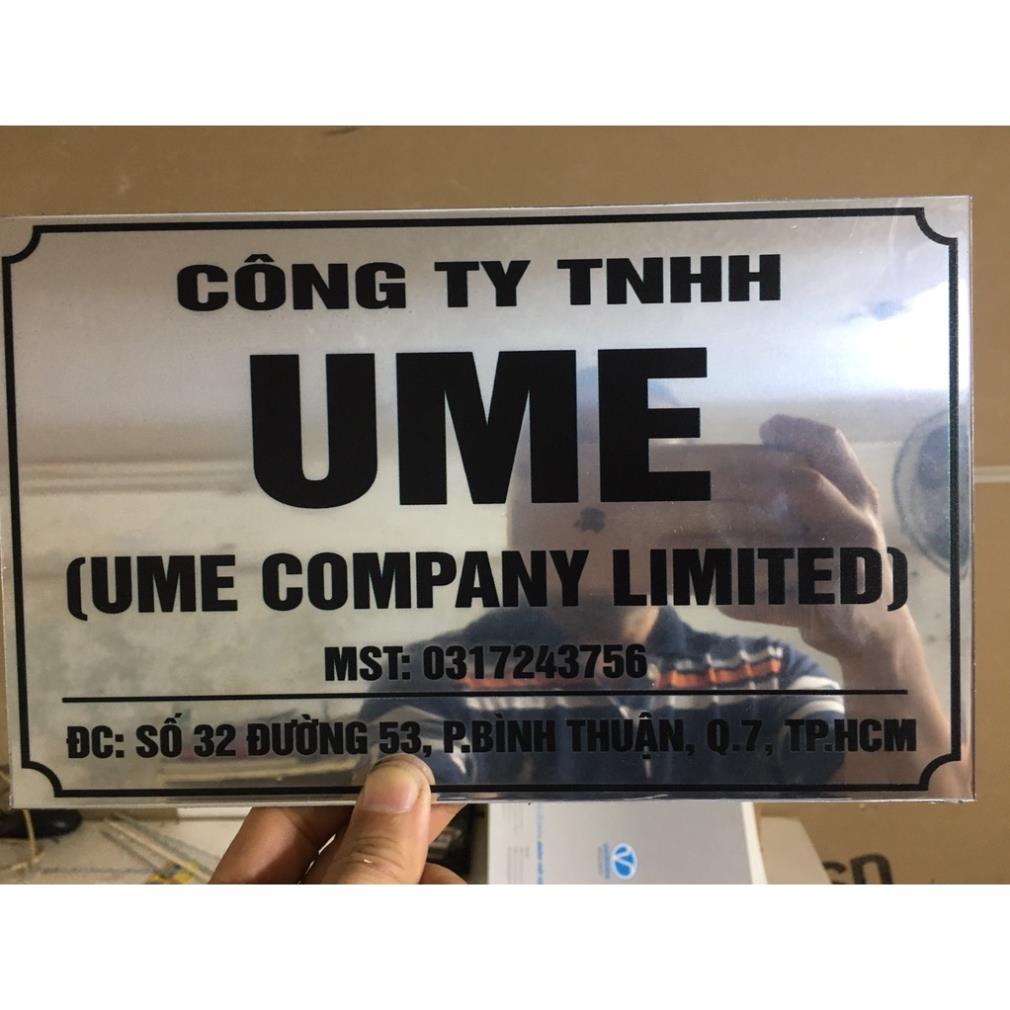 CÔNG TY TNHH
UME
(UME COMPANY LIMITED)
MST: 0317243756
ĐC: SỐ 32 ĐƯỜNG 53, P.BÌNH THUẬN, Q.7, TP.HCM